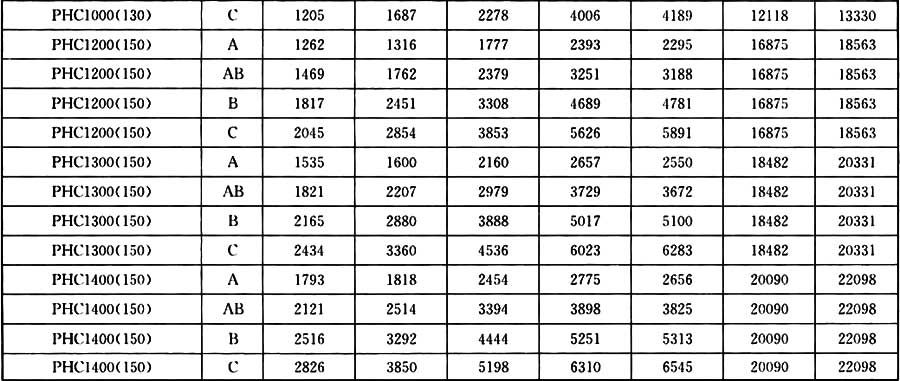 PHC1000(130) C 1205 1687 2278 4006 4189 12118 13330
PHC1200(150) A 1262 1316 1777 2393 2295 16875 18563
PHC1200(150) AB 1469 1762 2379 3251 3188 16875 18563
PHC1200(150) B 1817 2451 3308 4689 4781 16875 18563
PHC1200(150) C 2045 2854 3853 5626 5891 16875 18563
PHC1300(150) A 1535 1600 2160 2657 2550 18482 20331
PHC1300(150) AB 1821 2207 2979 3729 3672 18482 20331
PHC1300(150) B 2165 2880 3888 5017 5100 18482 20331
PHC1300(150) C 2434 3360 4536 6023 6283 18482 20331
PHC1400(150) A 1793 1818 2454 2775 2656 20090 22098
PHC1400(150) AB 2121 2514 3394 3898 3825 20090 22098
PHC1400(150) B 2516 3292 4444 5251 5313 20090 22098
PHC1400(150) C 2826 3850 5198 6310 6545 20090 22098